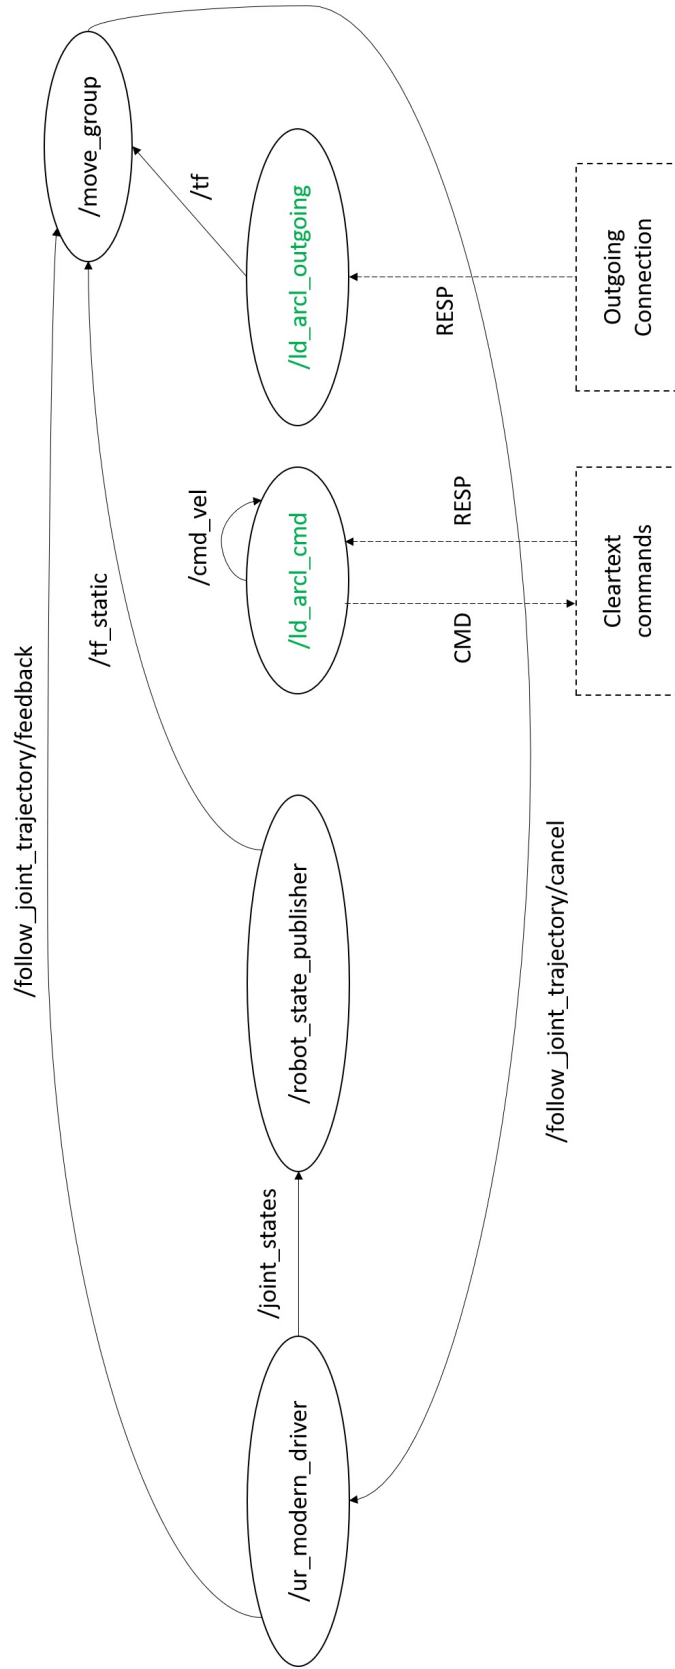 /follow_joint_trajectory/feedback
/tf_static
/move_group
/cmd_vel
/tf
/joint_states
/ur_modern_driver
/robot_state_publisher
/ld_arcl_cmd
/ld_arcl_outgoing
CMD
RESP
RESP
/follow_joint_trajectory/cancel
Cleartext
commands
Outgoing
Connection